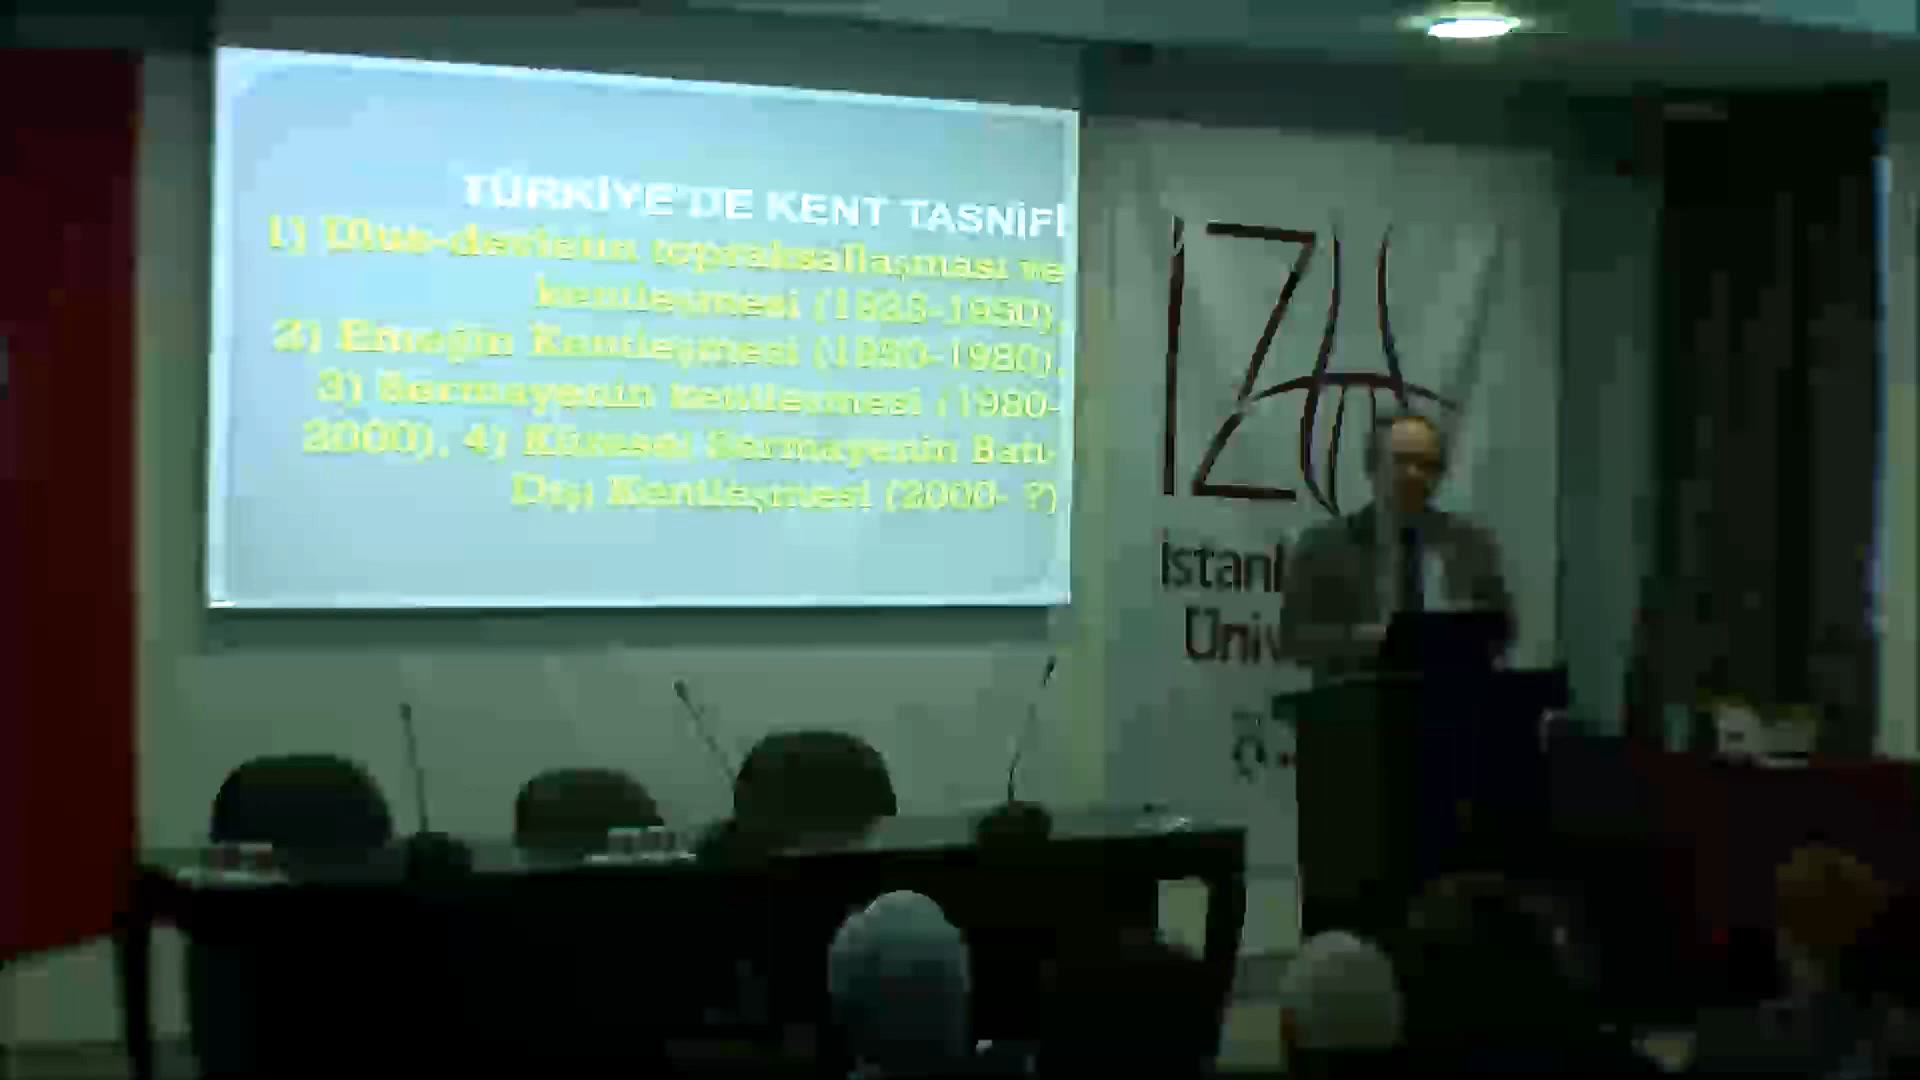 TÜRKİYE'DE KENT TASNİFİ
1) Ulus-devletin topraksallaşması ve
kentleşmesi (1923-1950).
2) Emeğin Kentleşmesi (1950-1980).
3) Sermayenin kentleşmesi (1980-
2000). 4) Küresel Sermayenin Batı-
Dışı Kentleşmesi (2000- ?)
İZÜ
istan
Üniv